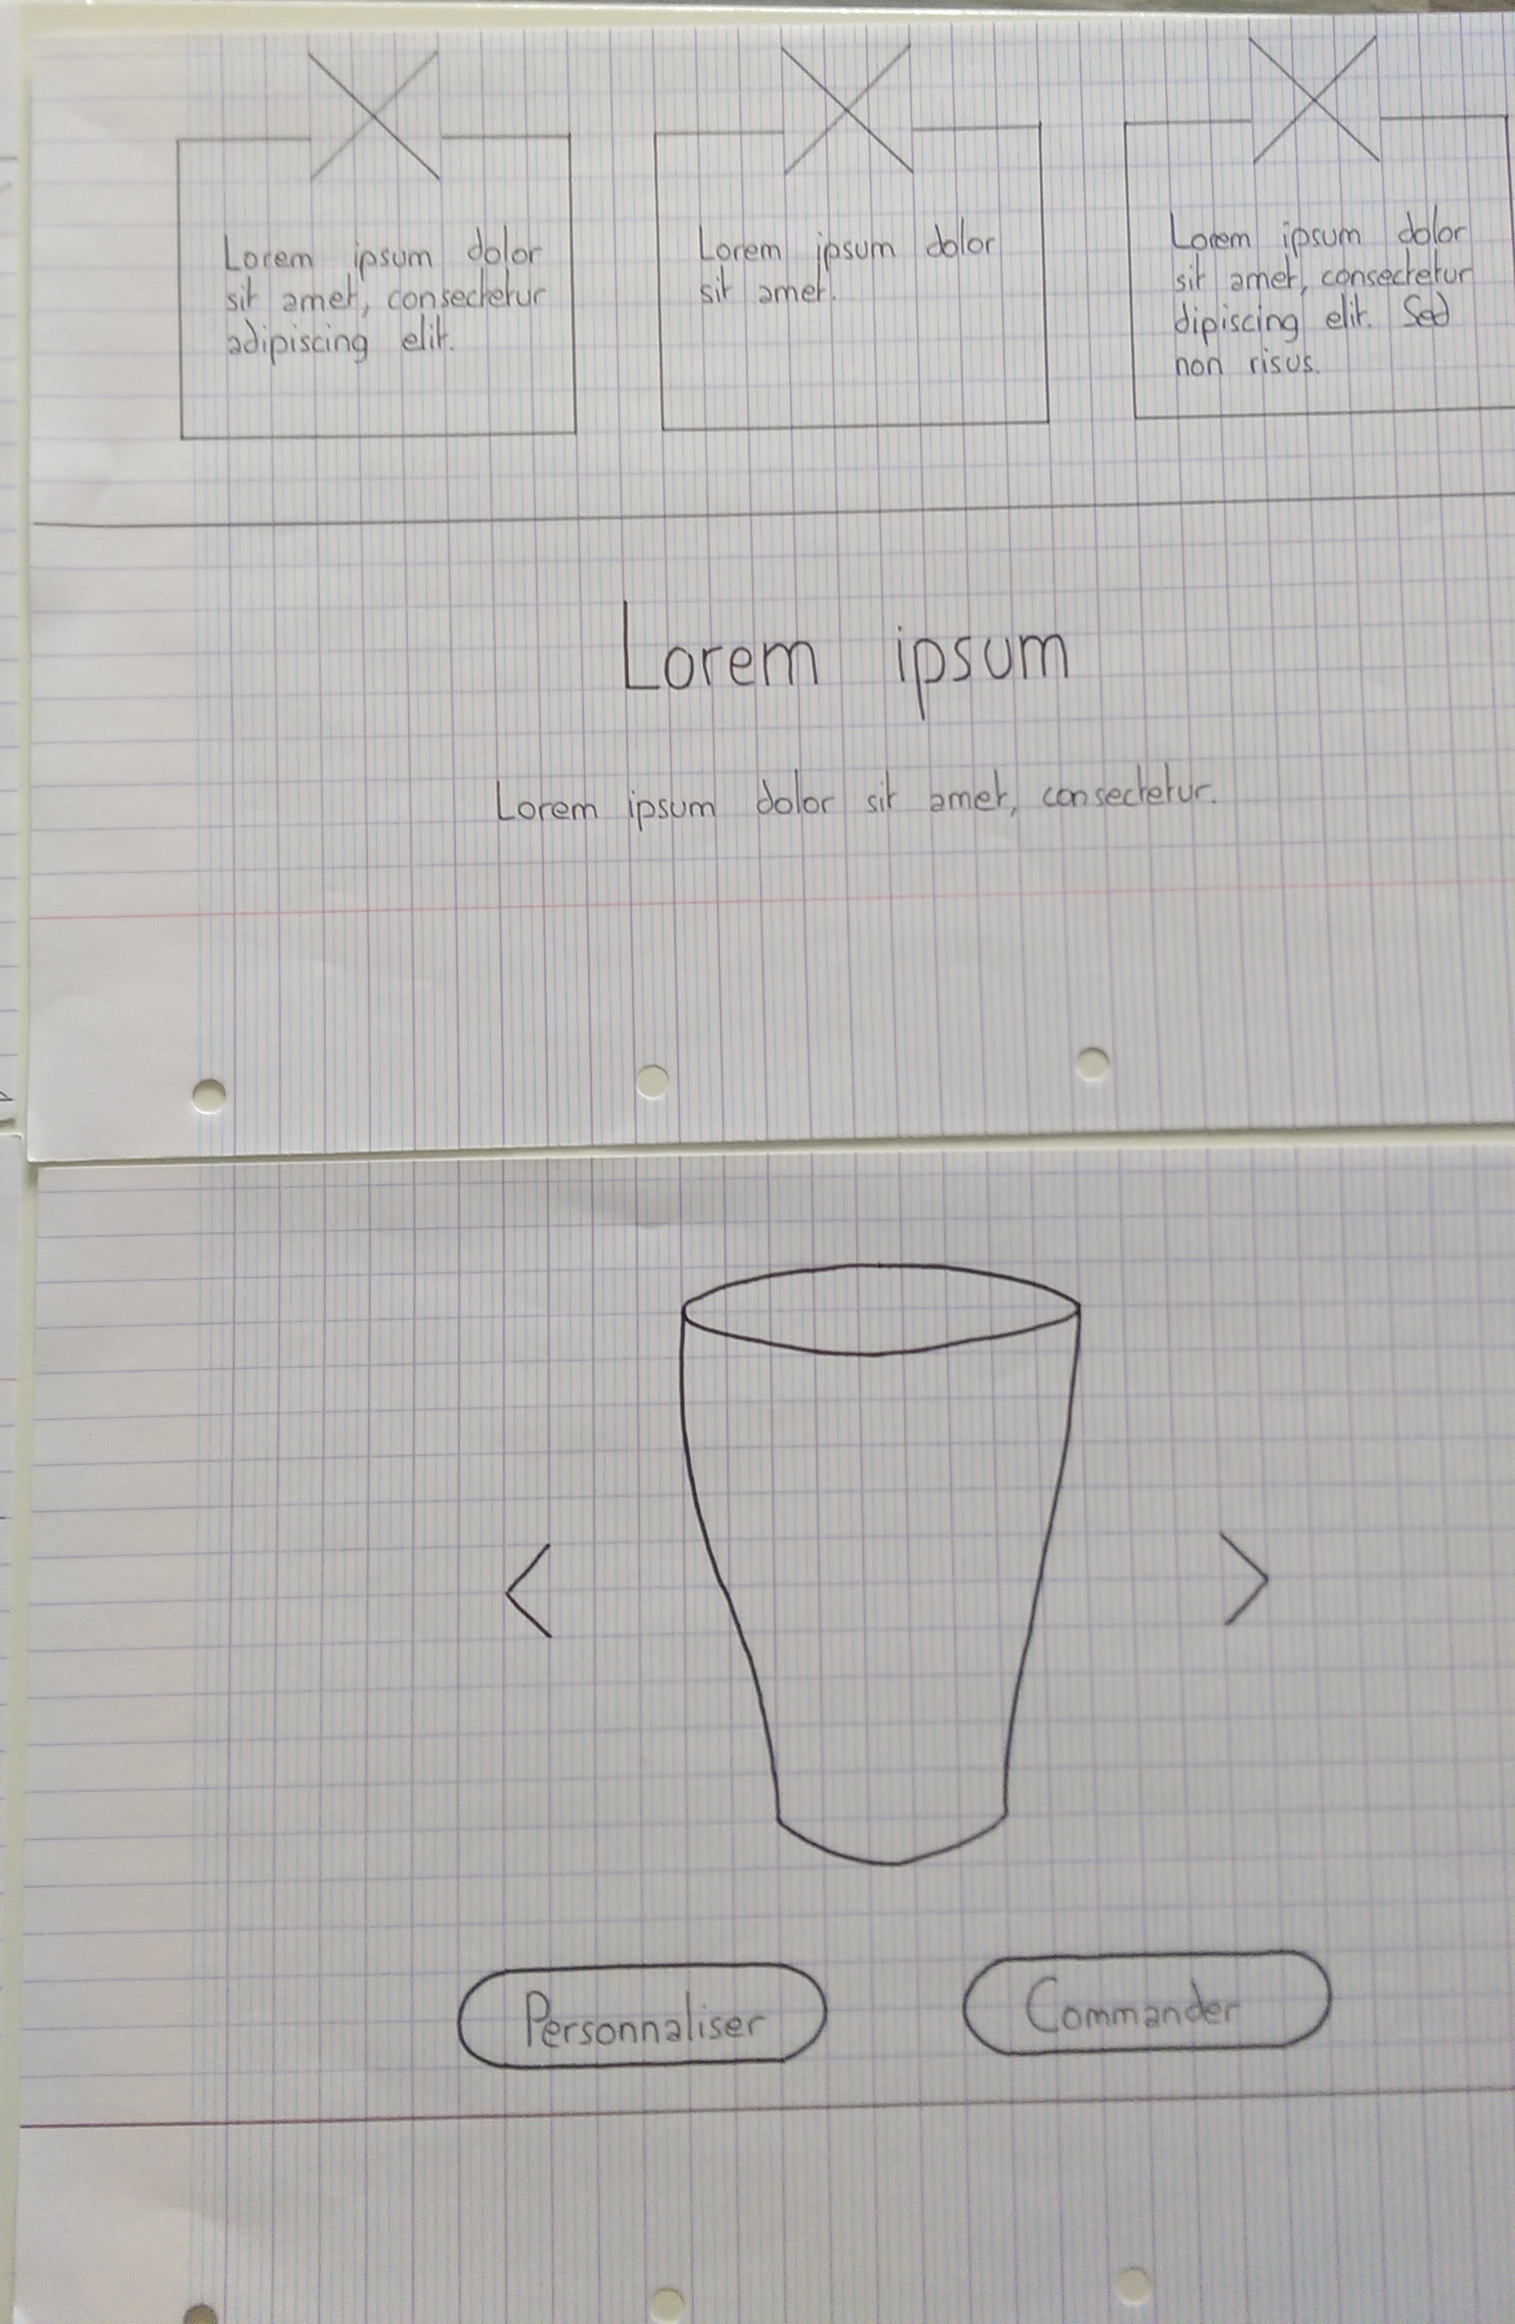 Lorem ipsum dolor
sit amet, consectetur
adipiscing elit.
Lorem ipsum dolor
sit amet.
Lorem ipsum dolor
sit amet, consectetur
dipiscing elit. Sed
non risus.
Lorem ipsum
Lorem ipsum dolor sit amet, consectetur.
Personnaliser
Commander